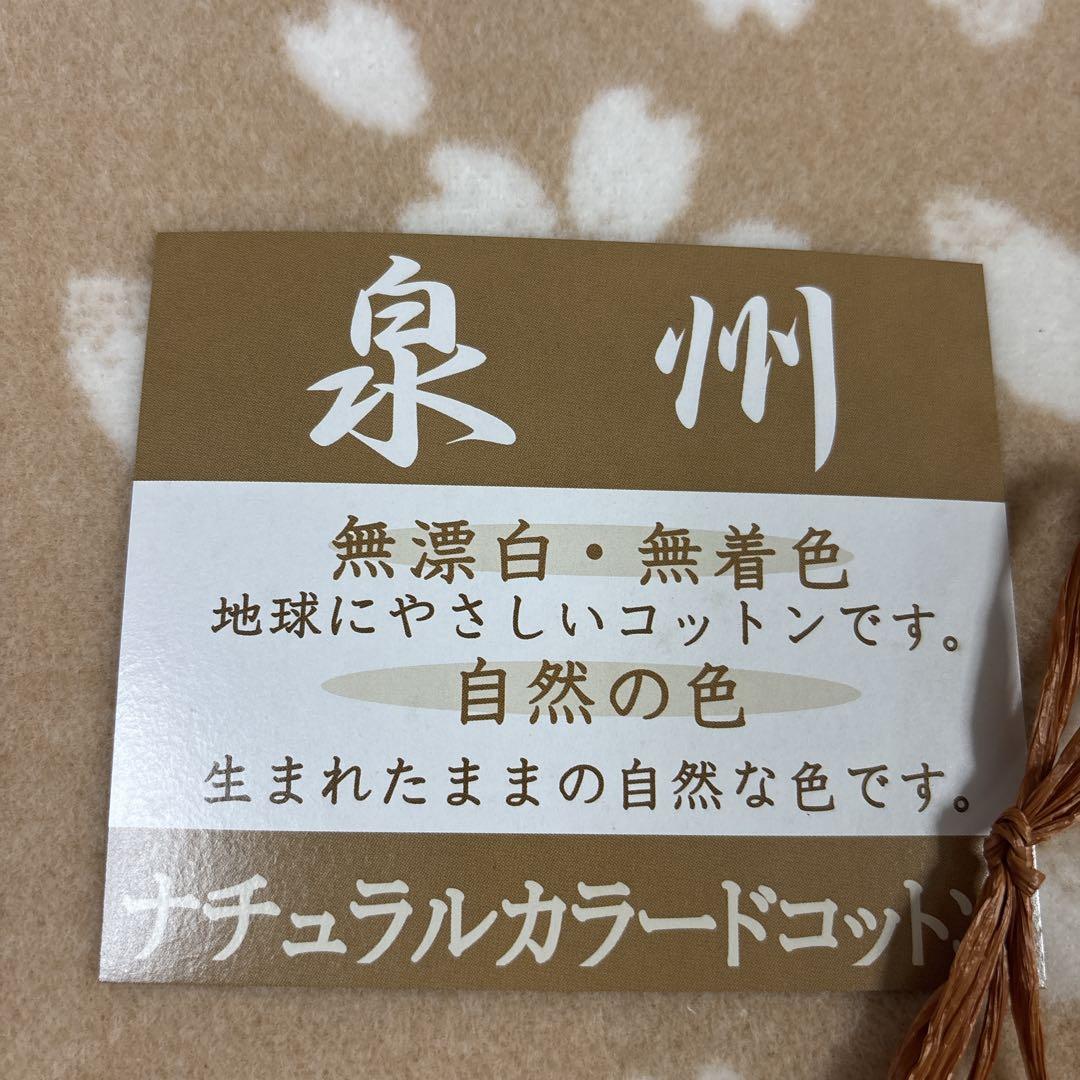 泉州
無漂白・無着色
地球にやさしいコットンです。
自然の色
生まれたままの自然な色です。
ナチュラルカラードコットン